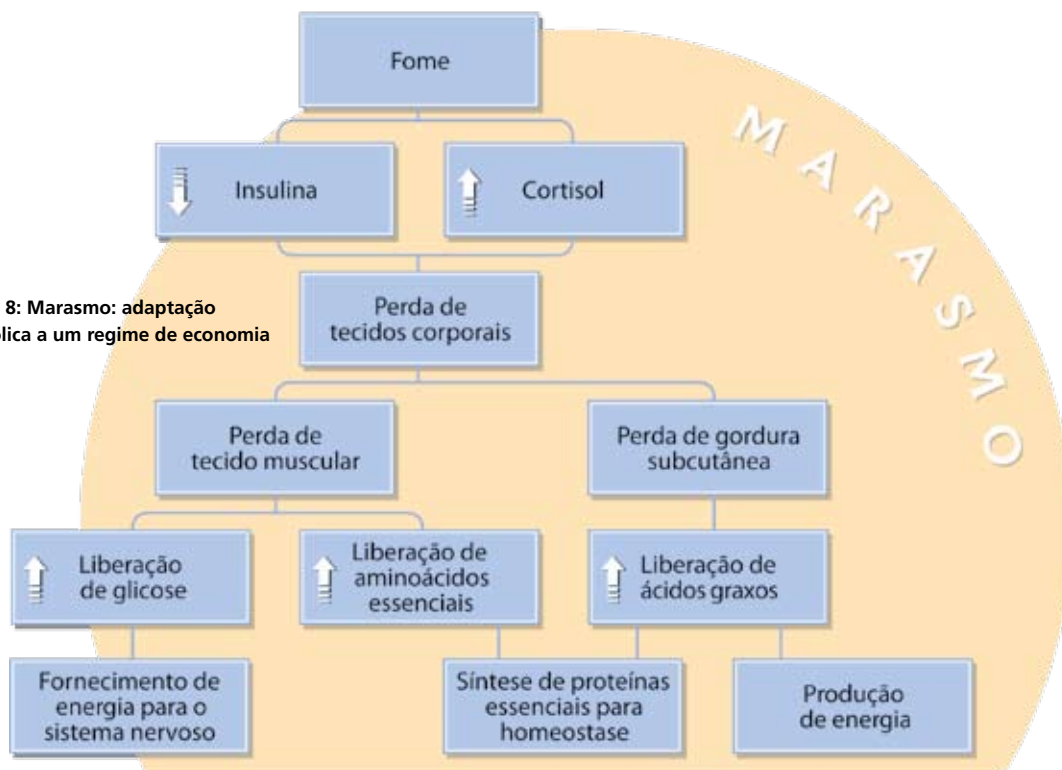 Fome
MARASMO
Insulina
Cortisol
8: Marasmo: adaptação
a um regime de economia
Perda de
tecidos corporais
Perda de
tecido muscular
Perda de gordura
subcutânea
Liberação
de glicose
Liberação de
aminoácidos
essenciais
Liberação de
ácidos graxos
Fornecimento de
energia para o
sistema nervoso
Síntese de proteínas
essenciais para
homeostase
Produção
de energia